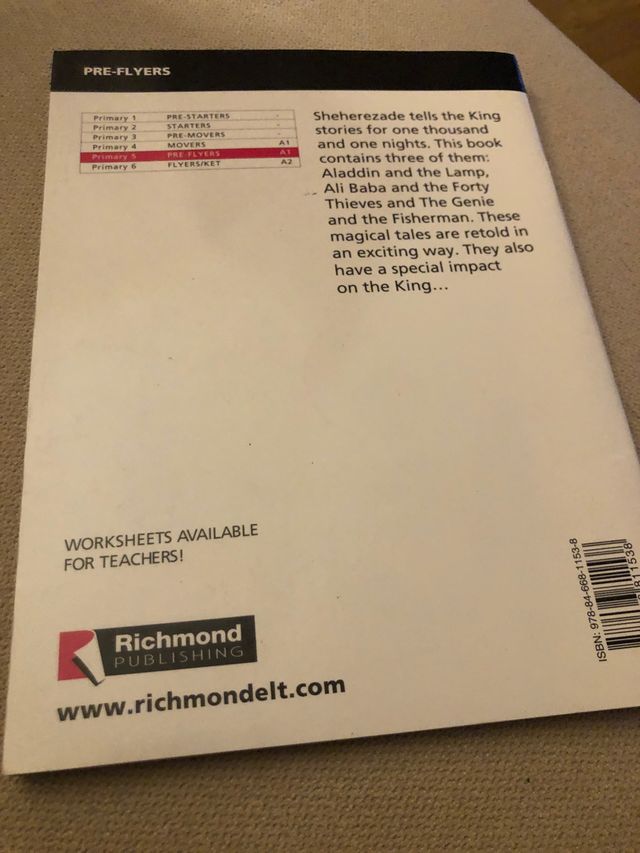 PRE-FLYERS
Primary 1 PRE-STARTERS -
Primary 2 STARTERS -
Primary 3 PRE-MOVERS -
Primary 4 MOVERS A1
Primary 5 PRE-FLYERS A1
Primary 6 FLYERS/KET A2
Sheherezade tells the King
stories for one thousand
and one nights. This book
contains three of them:
Aladdin and the Lamp,
Ali Baba and the Forty
Thieves and The Genie
and the Fisherman. These
magical tales are retold in
an exciting way. They also
have a special impact
on the King...
WORKSHEETS AVAILABLE
FOR TEACHERS!
Richmond
PUBLISHING
www.richmondelt.com
ISBN: 978-84-668-1153-8